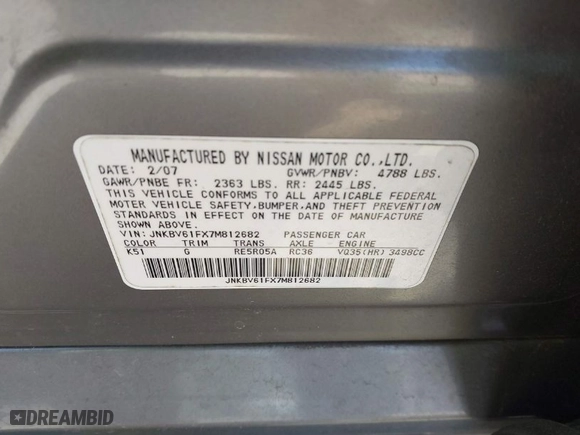 MANUFACTURED BY NISSAN MOTOR CO.,LTD.
DATE: 2/07 GVWR/PNBV: 4788 LBS.
GAWR/PNBE FR: 2363 LBS. RR: 2445 LBS.
THIS VEHICLE CONFORMS TO ALL APPLICABLE FEDERAL
MOTER VEHICLE SAFETY,BUMPER,AND THEFT PREVENTION
STANDARDS IN EFFECT ON THE DATE OF MANUFACTURE
SHOWN ABOVE.
VIN: JNKBV61FX7M812682 PASSENGER CAR
COLOR TRIM TRANS AXLE ENGINE
K51 G RE5R05A RC36 VQ35(HR) 3498CC
JNKBV61FX7M812682
DREAMBID